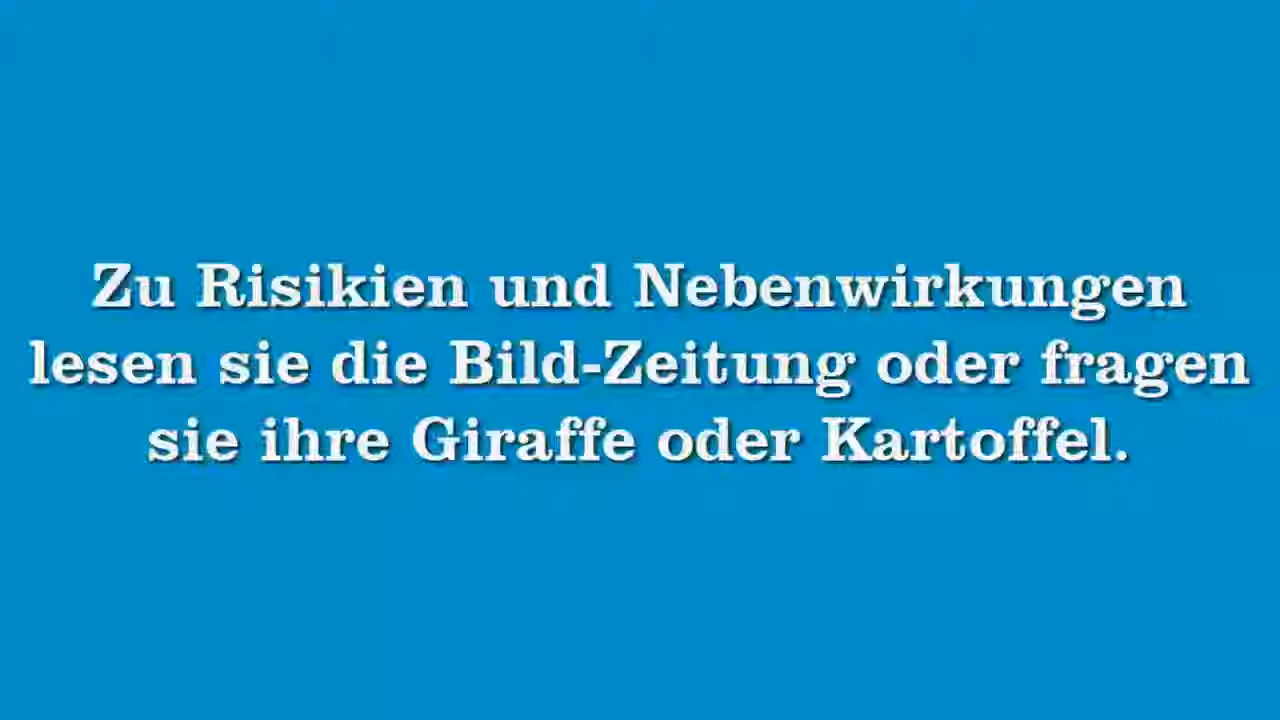 Zu Risikien und Nebenwirkungen
lesen sie die Bild-Zeitung oder fragen
sie ihre Giraffe oder Kartoffel.